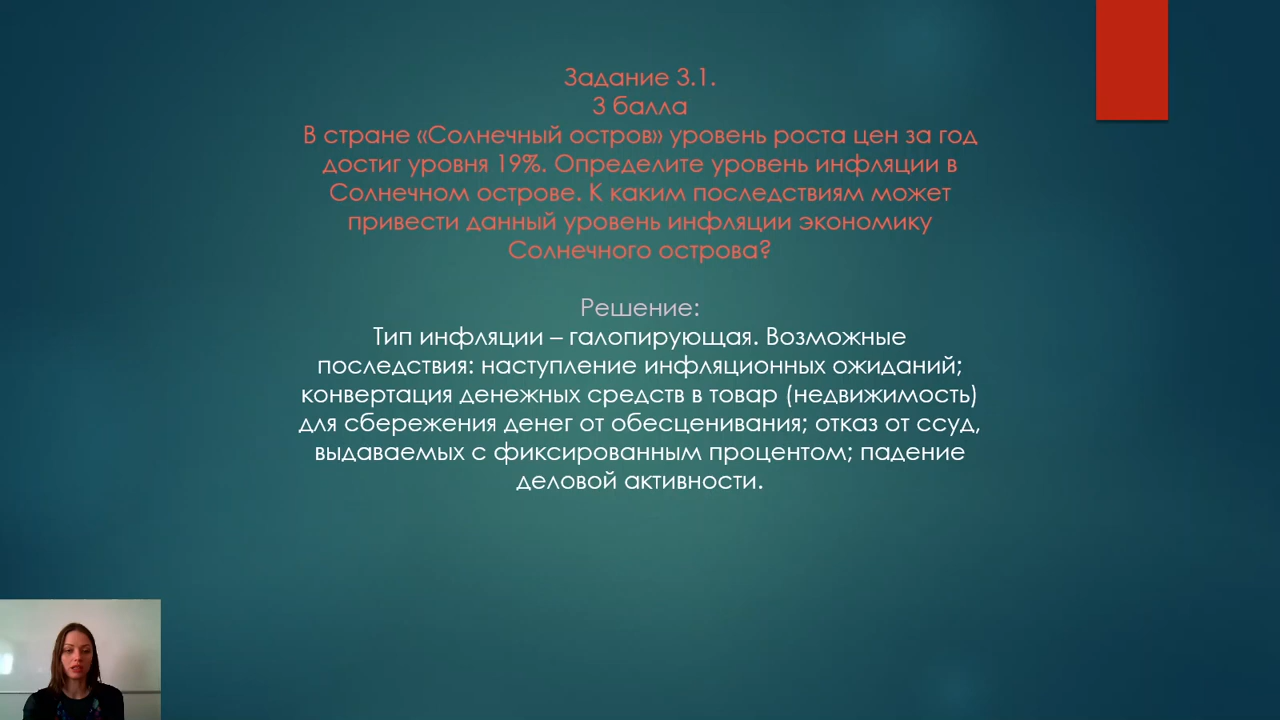 Задание 3.1.
3 балла
В стране «Солнечный остров» уровень роста цен за год
достиг уровня 19%. Определите уровень инфляции в
Солнечном острове. К каким последствиям может
привести данный уровень инфляции экономику
Солнечного острова?
Решение:
Тип инфляции – галопирующая. Возможные
последствия: наступление инфляционных ожиданий;
конвертация денежных средств в товар (недвижимость)
для сбережения денег от обесценивания; отказ от ссуд,
выдаваемых с фиксированным процентом; падение
деловой активности.